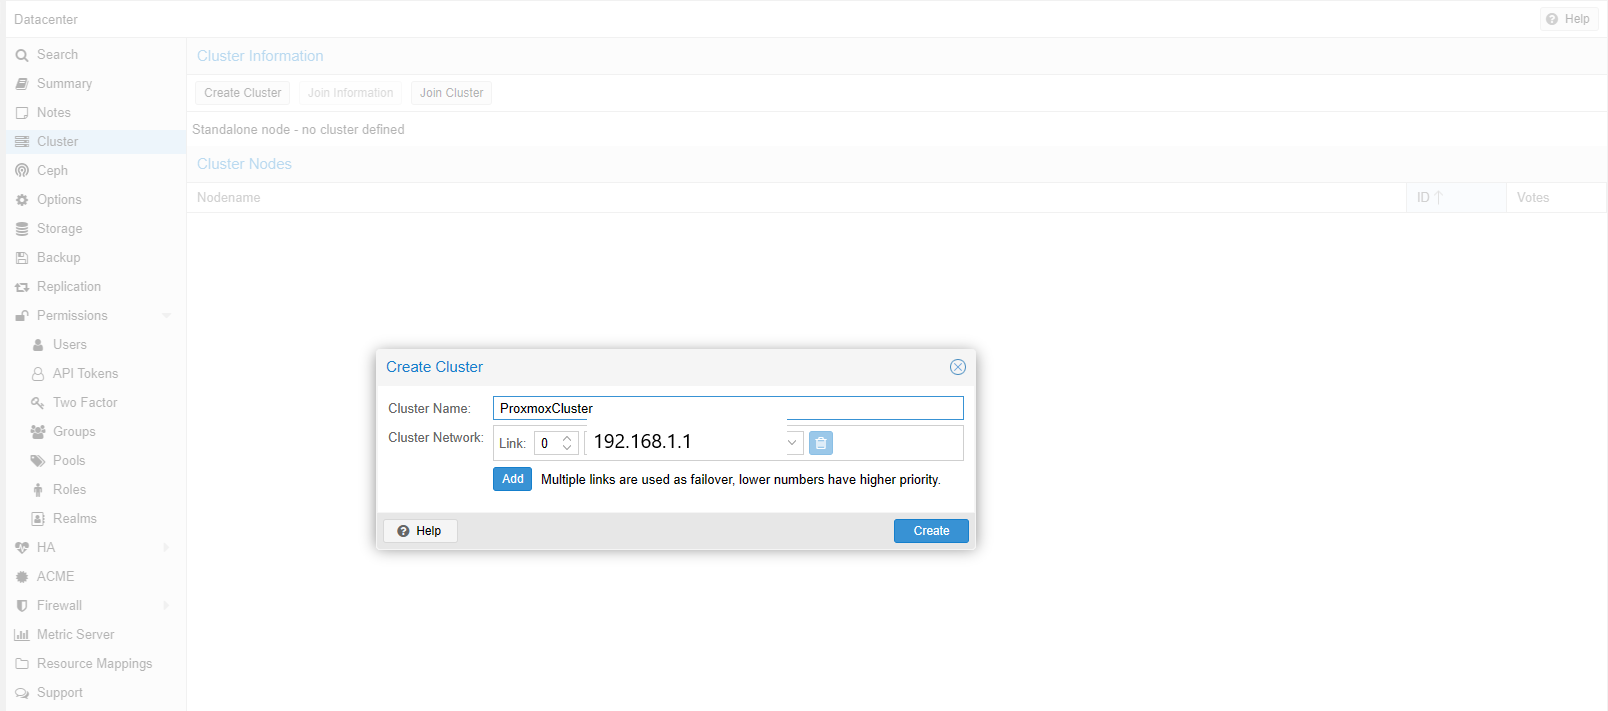 Datacenter
Help
Search
Summary
Notes
Cluster
Ceph
Options
Storage
Backup
Replication
Permissions
Users
API Tokens
Two Factor
Groups
Pools
Roles
Realms
HA
ACME
Firewall
Metric Server
Resource Mappings
Support
Cluster Information
Create Cluster Join Information Join Cluster
Standalone node - no cluster defined
Cluster Nodes
Nodename ID Votes
Create Cluster
Cluster Name: ProxmoxCluster
Cluster Network: Link: 0 192.168.1.1
Add Multiple links are used as failover, lower numbers have higher priority.
Help Create